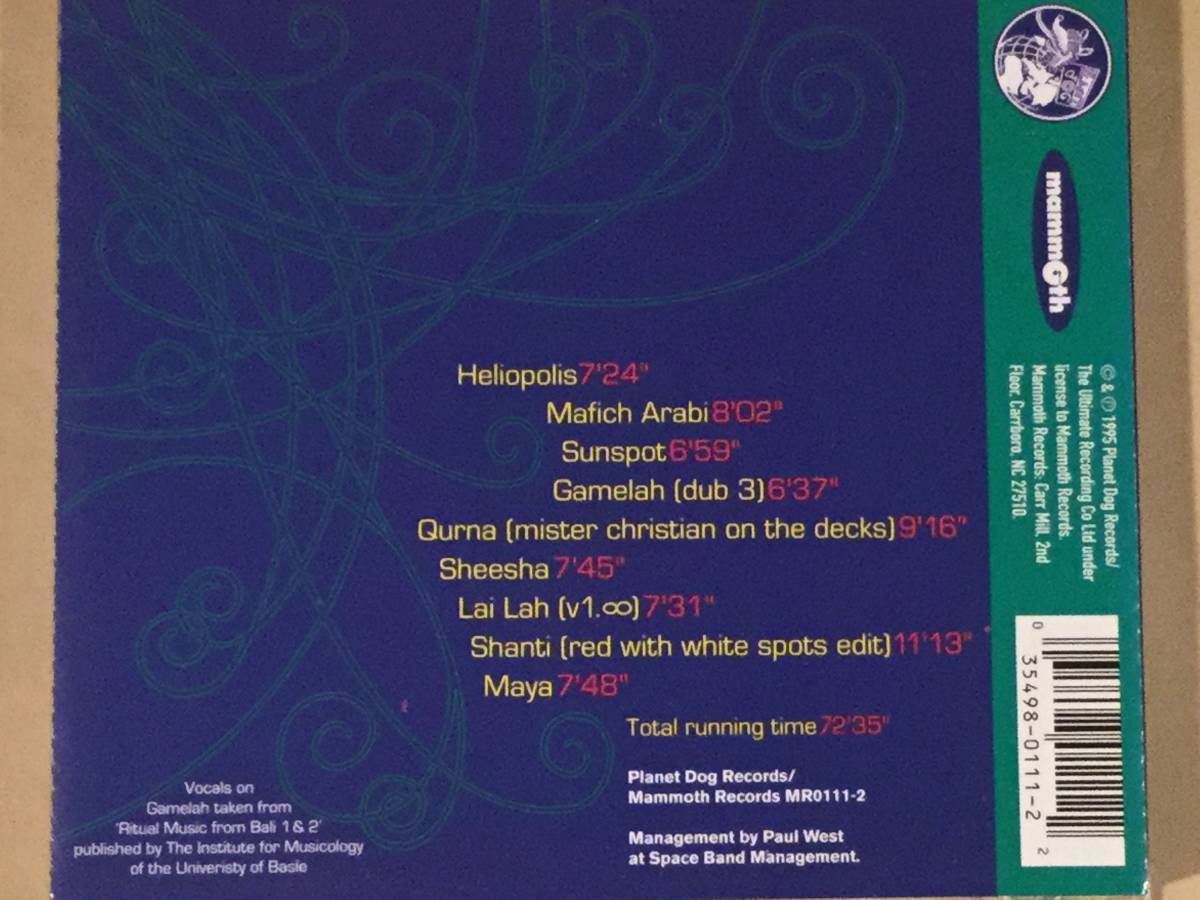 Heliopolis 7'24"
Mafich Arabi 8'02"
Sunspot 6'59"
Gamelah (dub 3) 6'37"
Qurna (mister christian on the decks) 9'16"
Sheesha 7'45"
Lai Lah (v1.∞) 7'31"
Shanti (red with white spots edit) 11'13"
Maya 7'48"
Total running time 72'35"
Planet Dog Records/
Mammoth Records MR0111-2
Management by Paul West
at Space Band Management.
Vocals on
Gamelah taken from
'Ritual Music from Bali 1 & 2'
published by The Institute for Musicology
of the Univeristy of Basle
mammoth
© & ℗ 1995 Planet Dog Records/
The Ultimate Recording Co Ltd under
license to Mammoth Records.
Mammoth Records; Carr Mill, 2nd
Floor, Carrboro, NC 27510.
0 35498-0111-2 2